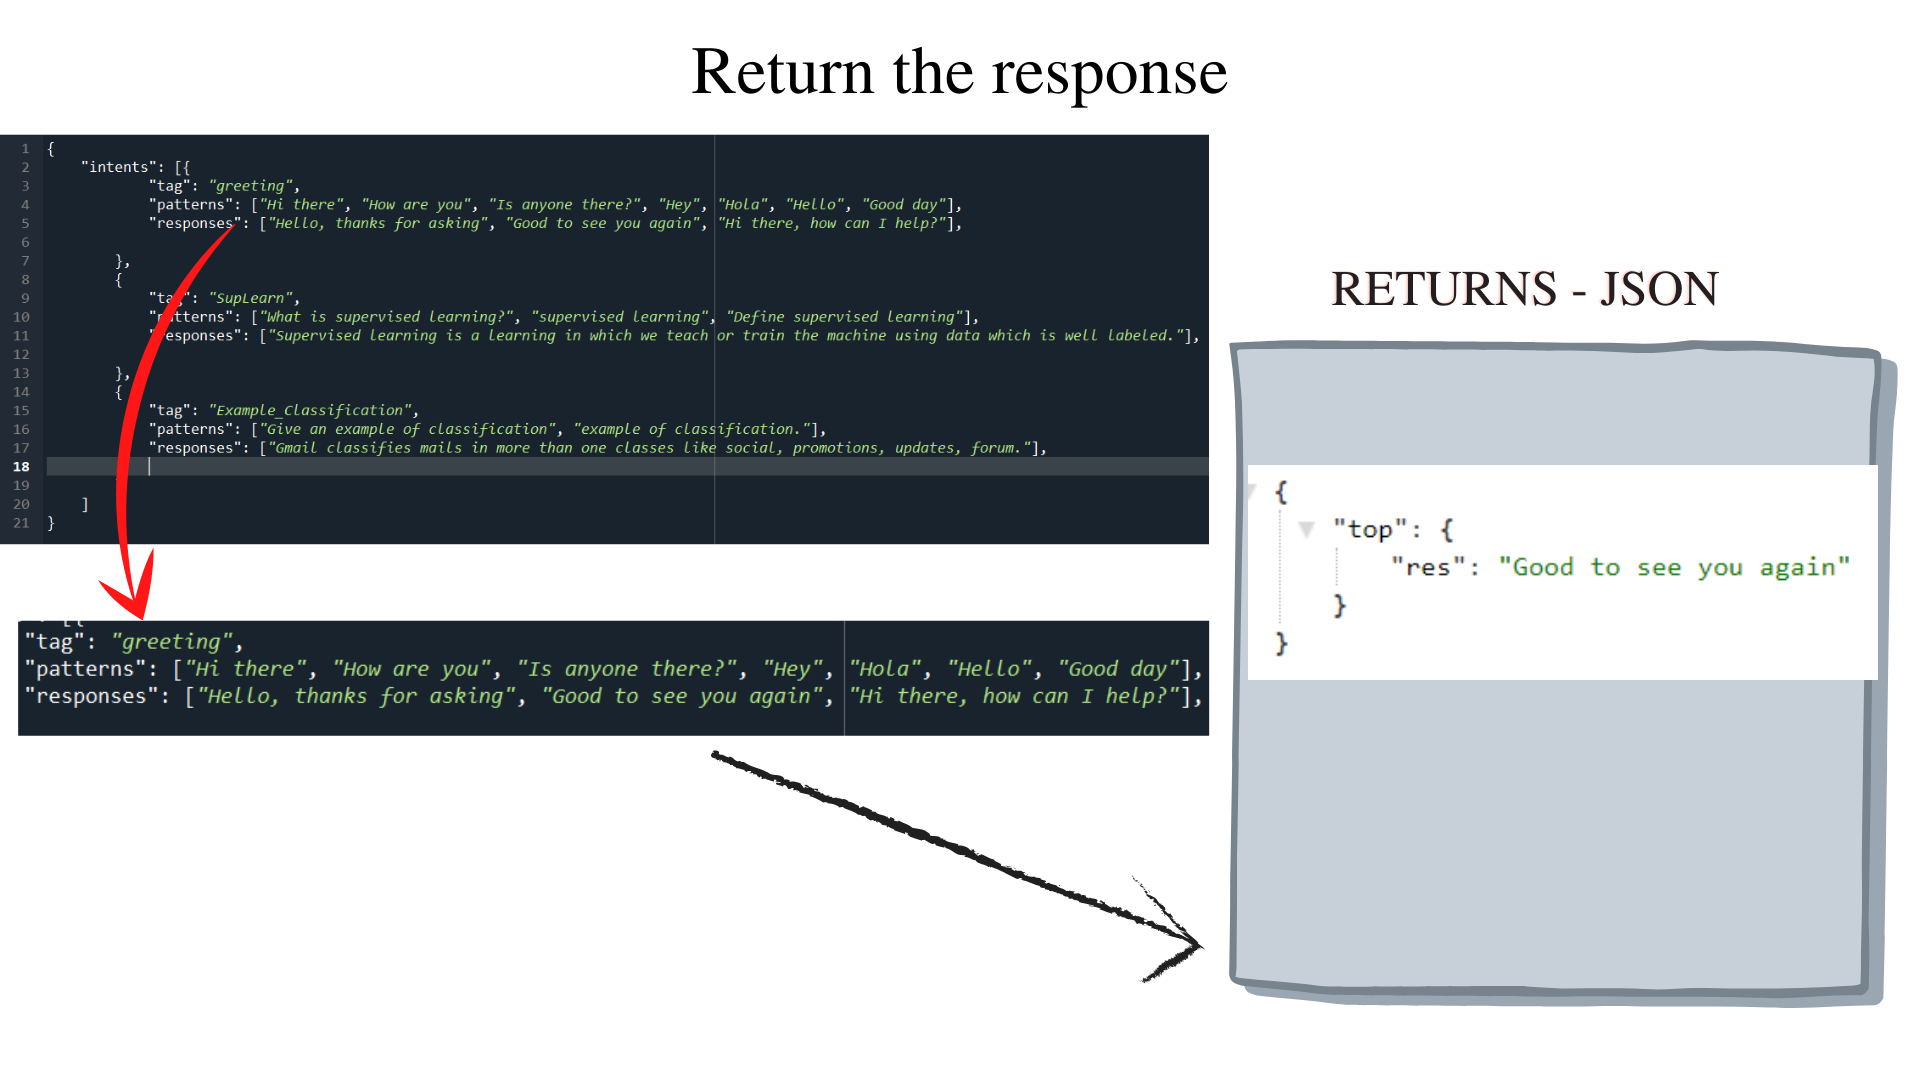 Return the response
1 {
2 "intents": [{
3 "tag": "greeting",
4 "patterns": ["Hi there", "How are you", "Is anyone there?", "Hey", "Hola", "Hello", "Good day"],
5 "responses": ["Hello, thanks for asking", "Good to see you again", "Hi there, how can I help?"],
6
7 },
8 {
9 "tag": "SupLearn",
10 "patterns": ["What is supervised learning?", "supervised learning", "Define supervised learning"],
11 "responses": ["Supervised learning is a learning in which we teach or train the machine using data which is well labeled."],
12
13 },
14 {
15 "tag": "Example_Classification",
16 "patterns": ["Give an example of classification", "example of classification."],
17 "responses": ["Gmail classifies mails in more than one classes like social, promotions, updates, forum."],
18
19
20 ]
21 }
"tag": "greeting",
"patterns": ["Hi there", "How are you", "Is anyone there?", "Hey", "Hola", "Hello", "Good day"],
"responses": ["Hello, thanks for asking", "Good to see you again", "Hi there, how can I help?"],
RETURNS - JSON
{
"top": {
"res": "Good to see you again"
}
}